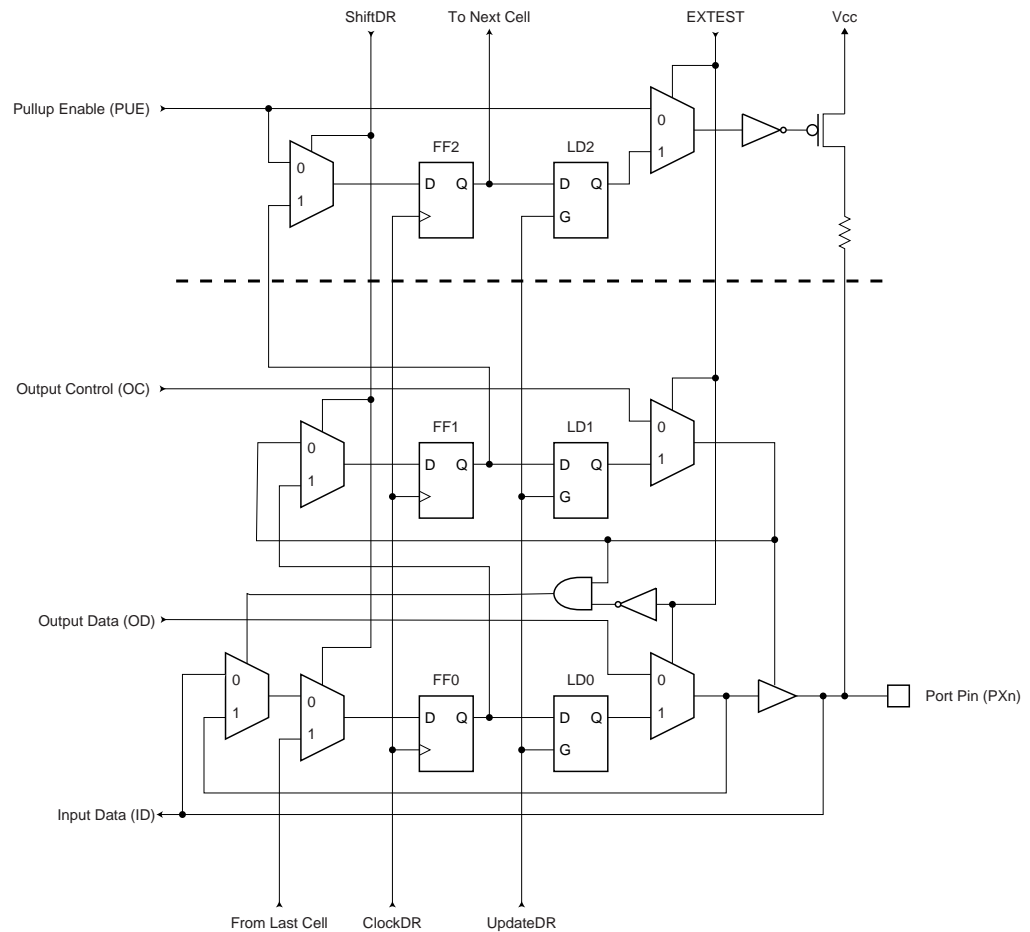 ShiftDR To Next Cell EXTEST Vcc
Pullup Enable (PUE)
0
1
FF2 LD2
0
1
D Q D Q
G
Output Control (OC)
0
1
FF1 LD1
0
1
D Q D Q
G
Output Data (OD)
0
1
0
1
FF0 LD0
0
1
D Q D Q
G
Port Pin (PXn)
Input Data (ID)
From Last Cell ClockDR UpdateDR